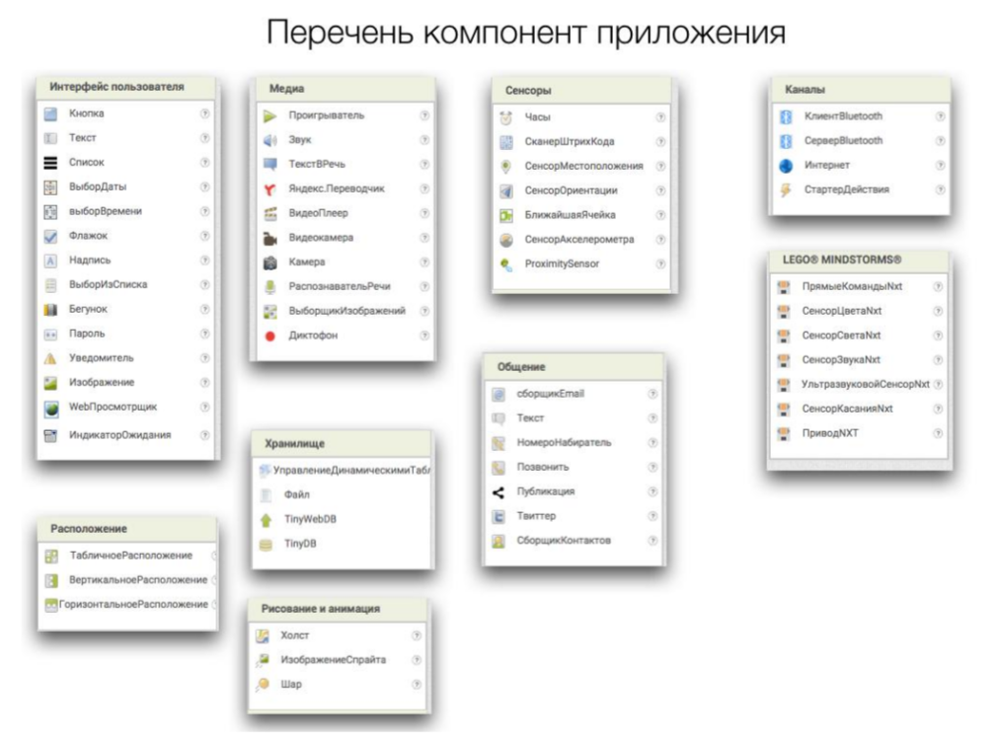 Перечень компонент приложения
Интерфейс пользователя
Кнопка
Текст
Список
ВыборДаты
выборВремени
Флажок
Надпись
ВыборИзСписка
Бегунок
Пароль
Уведомитель
Изображение
WebПросмотрщик
ИндикаторОжидания
Расположение
ТабличноеРасположение
ВертикальноеРасположение
ГоризонтальноеРасположение
Медиа
Проигрыватель
Звук
ТекстВРечь
Яндекс.Переводчик
ВидеоПлеер
Видеокамера
Камера
РаспознавательРечи
ВыборщикИзображений
Диктофон
Хранилище
УправлениеДинамическимиТабл
Файл
TinyWebDB
TinyDB
Рисование и анимация
Холст
ИзображениеСпрайта
Шар
Сенсоры
Часы
СканерШтрихКода
СенсорМестоположения
СенсорОриентации
БлижайшаяЯчейка
СенсорАкселерометра
ProximitySensor
Общение
сборщикEmail
Текст
НомероНабиратель
Позвонить
Публикация
Твиттер
СборщикКонтактов
Каналы
КлиентBluetooth
СерверBluetooth
Интернет
СтартерДействия
LEGO® MINDSTORMS®
ПрямыеКомандыNxt
СенсорЦветаNxt
СенсорСветаNxt
СенсорЗвукаNxt
УльтразвуковойСенсорNxt
СенсорКасанияNxt
ПриводNXT